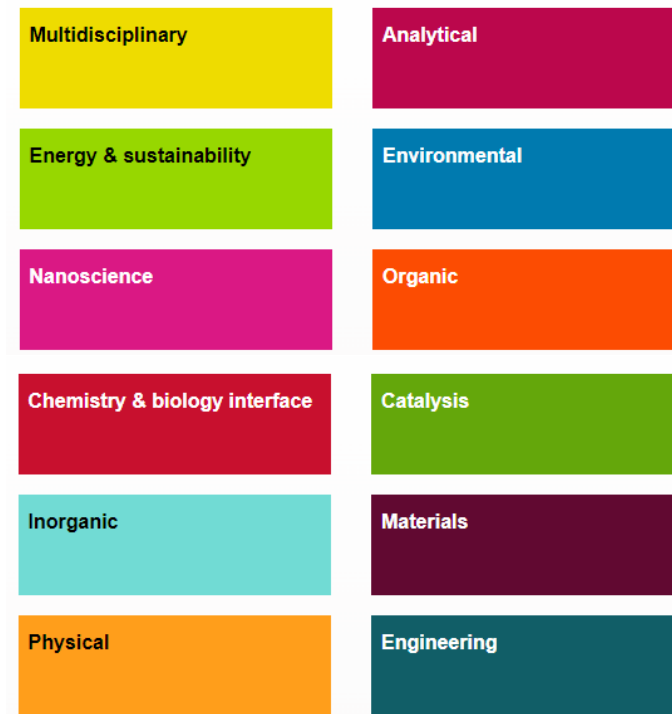 Multidisciplinary
Analytical
Energy & sustainability
Environmental
Nanoscience
Organic
Chemistry & biology interface
Catalysis
Inorganic
Materials
Physical
Engineering